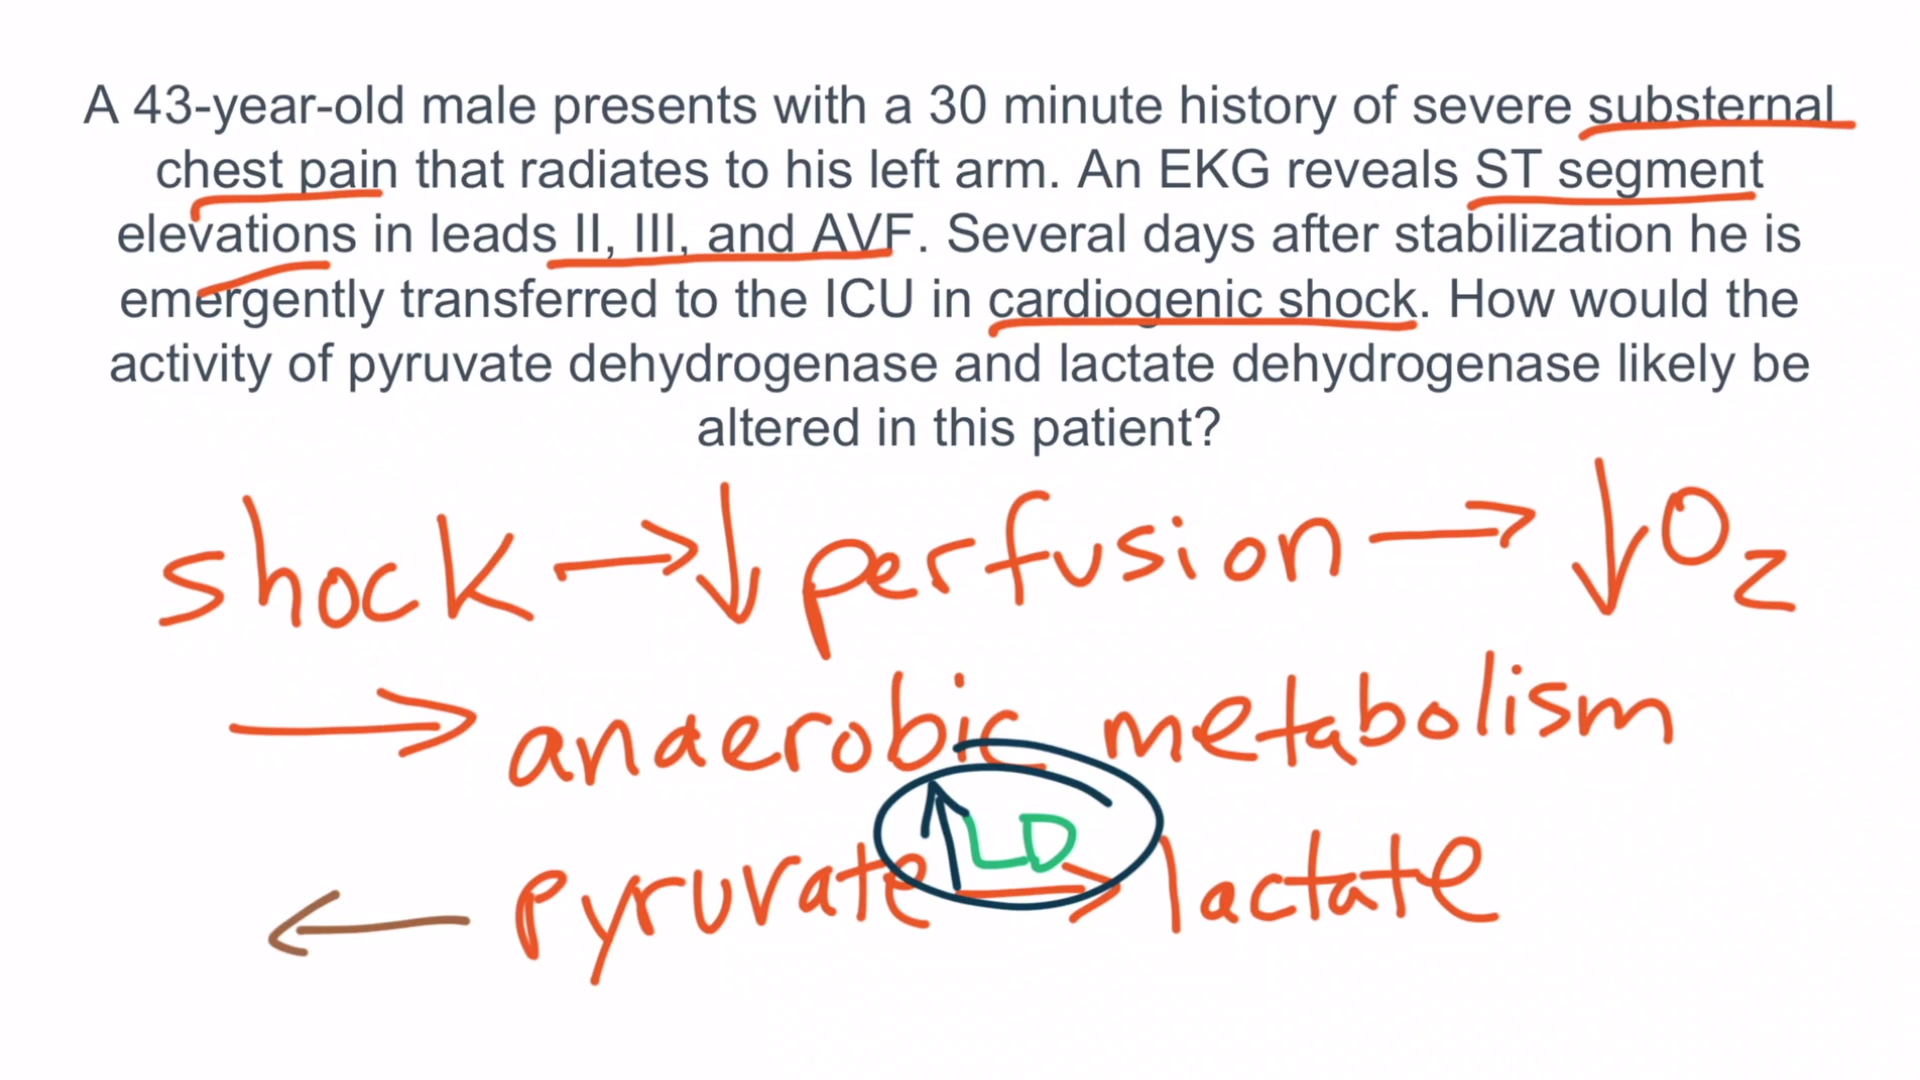 A 43-year-old male presents with a 30 minute history of severe substernal
chest pain that radiates to his left arm. An EKG reveals ST segment
elevations in leads II, III, and AVF. Several days after stabilization he is
emergently transferred to the ICU in cardiogenic shock. How would the
activity of pyruvate dehydrogenase and lactate dehydrogenase likely be
altered in this patient?
shock → ↓ perfusion → ↓ O2
→ anaerobic metabolism
↑ LD
← pyruvate → lactate